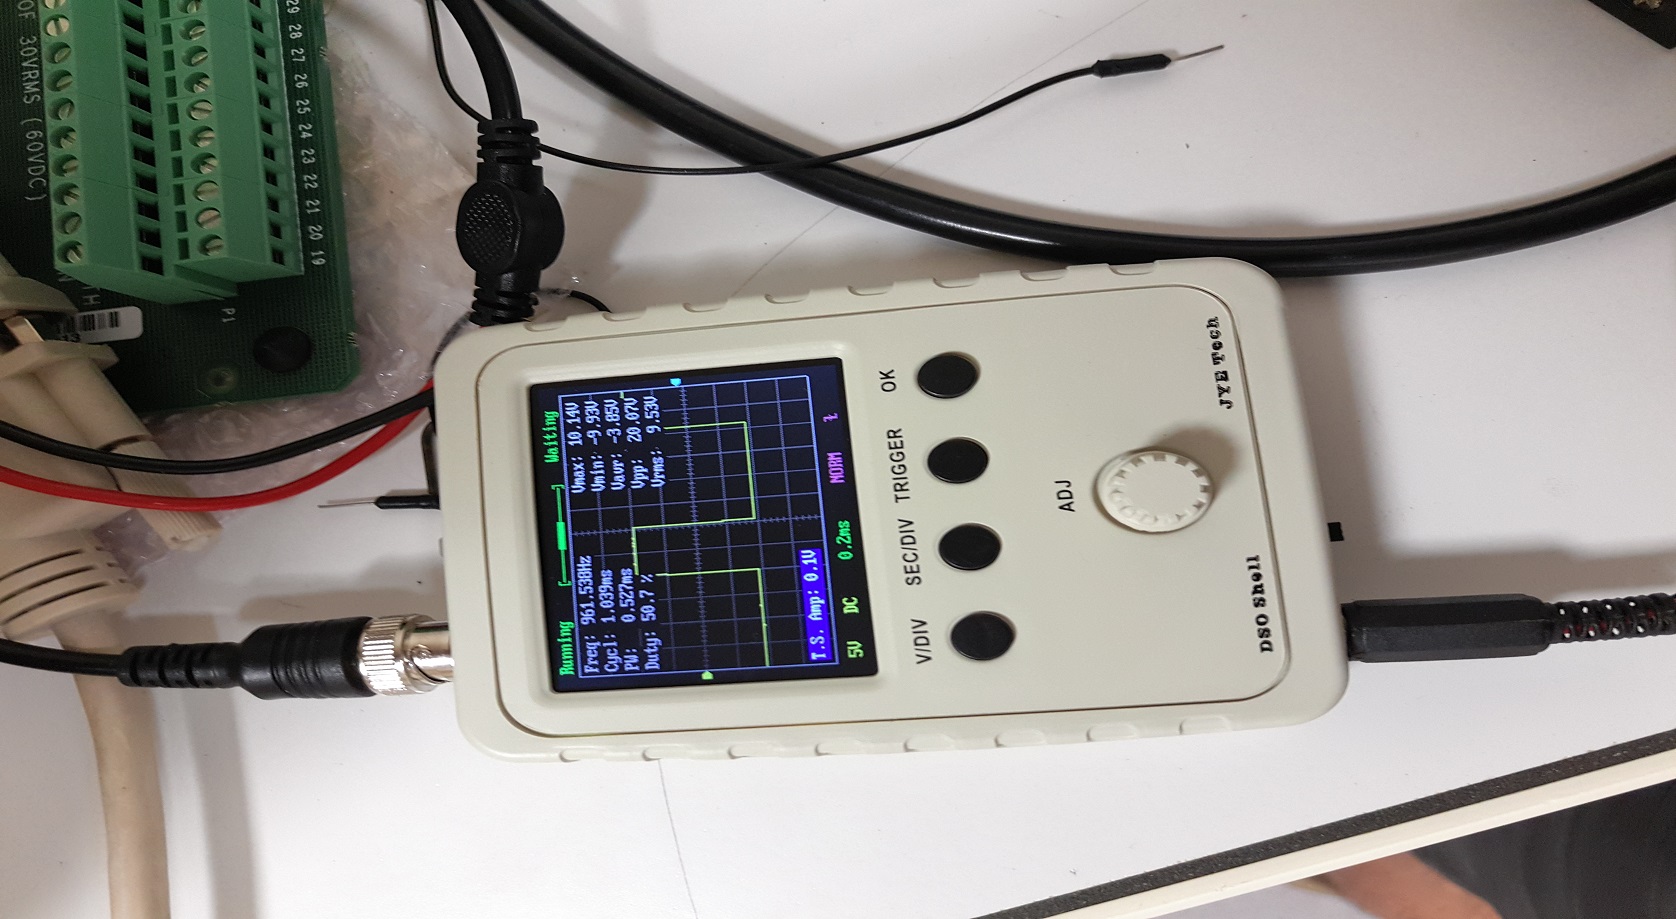 Running
Waiting
Freq: 961.538Hz
Cycl: 1.039ms
PW: 0.527ms
Duty: 50.7 %
Vmax: 10.14V
Vmin: -9.93V
Vavr: -3.85V
Vpp: 20.07V
Vrms: 9.53V
T.S. Amp: 0.1V
5V DC 0.2ms NORM
V/DIV SEC/DIV TRIGGER OK
ADJ
DSO Shell JYE Tech
OF 30VRMS (60VDC)
29
28
27
26
25
24
23
22
21
20
19
P1